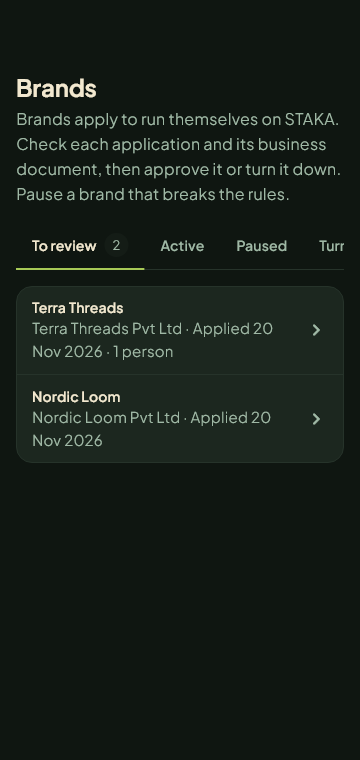 Brands
Brands apply to run themselves on STAKA.
Check each application and its business
document, then approve it or turn it down.
Pause a brand that breaks the rules.
To review 2 Active Paused Turr
Terra Threads
Terra Threads Pvt Ltd · Applied 20
Nov 2026 · 1 person
Nordic Loom
Nordic Loom Pvt Ltd · Applied 20
Nov 2026